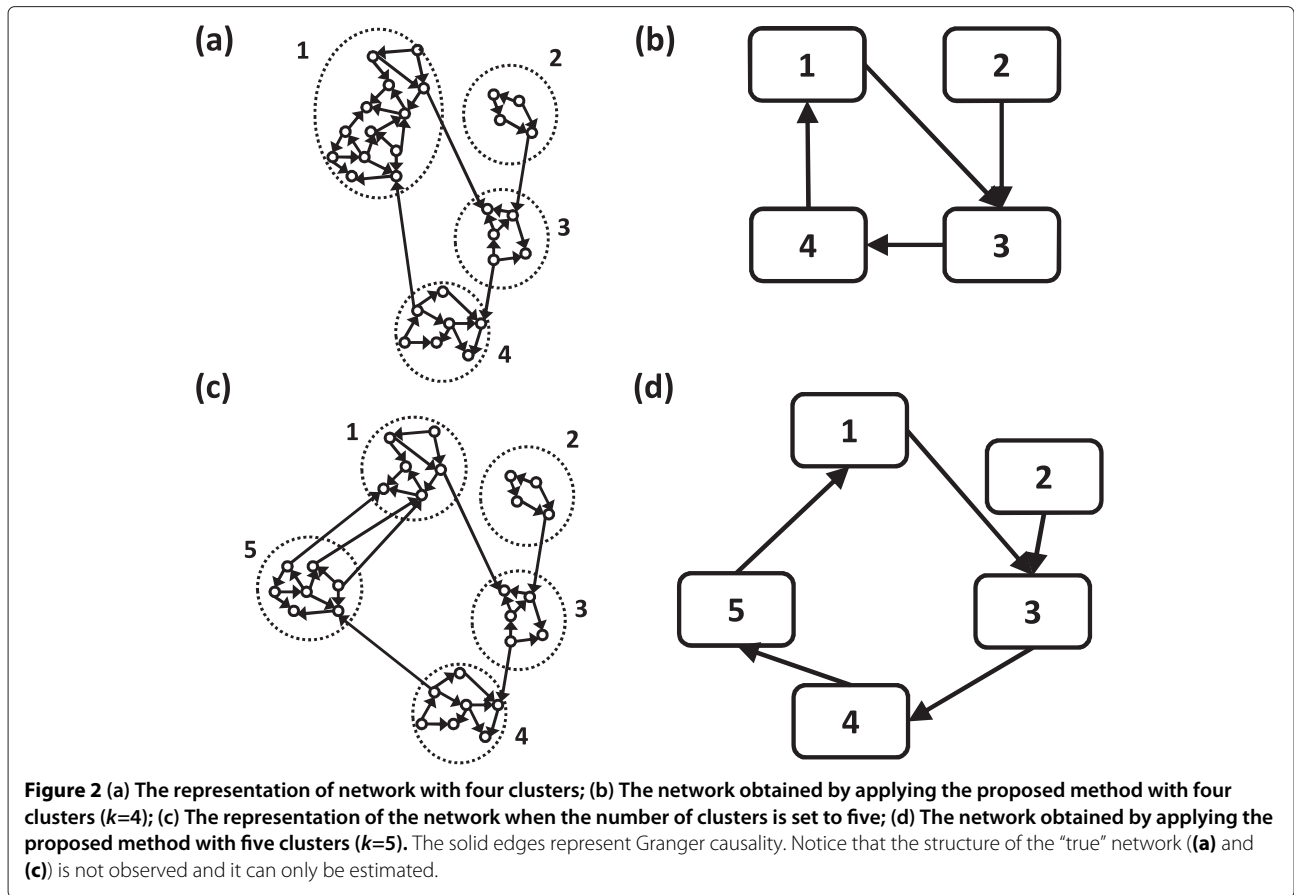 (a)
1
2
3
4
(b)
1
2
4
3
(c)
1
2
5
3
4
(d)
1
2
5
3
4
Figure 2 (a) The representation of network with four clusters; (b) The network obtained by applying the proposed method with four
clusters (k=4); (c) The representation of the network when the number of clusters is set to five; (d) The network obtained by applying the
proposed method with five clusters (k=5). The solid edges represent Granger causality. Notice that the structure of the “true” network ((a) and
(c)) is not observed and it can only be estimated.